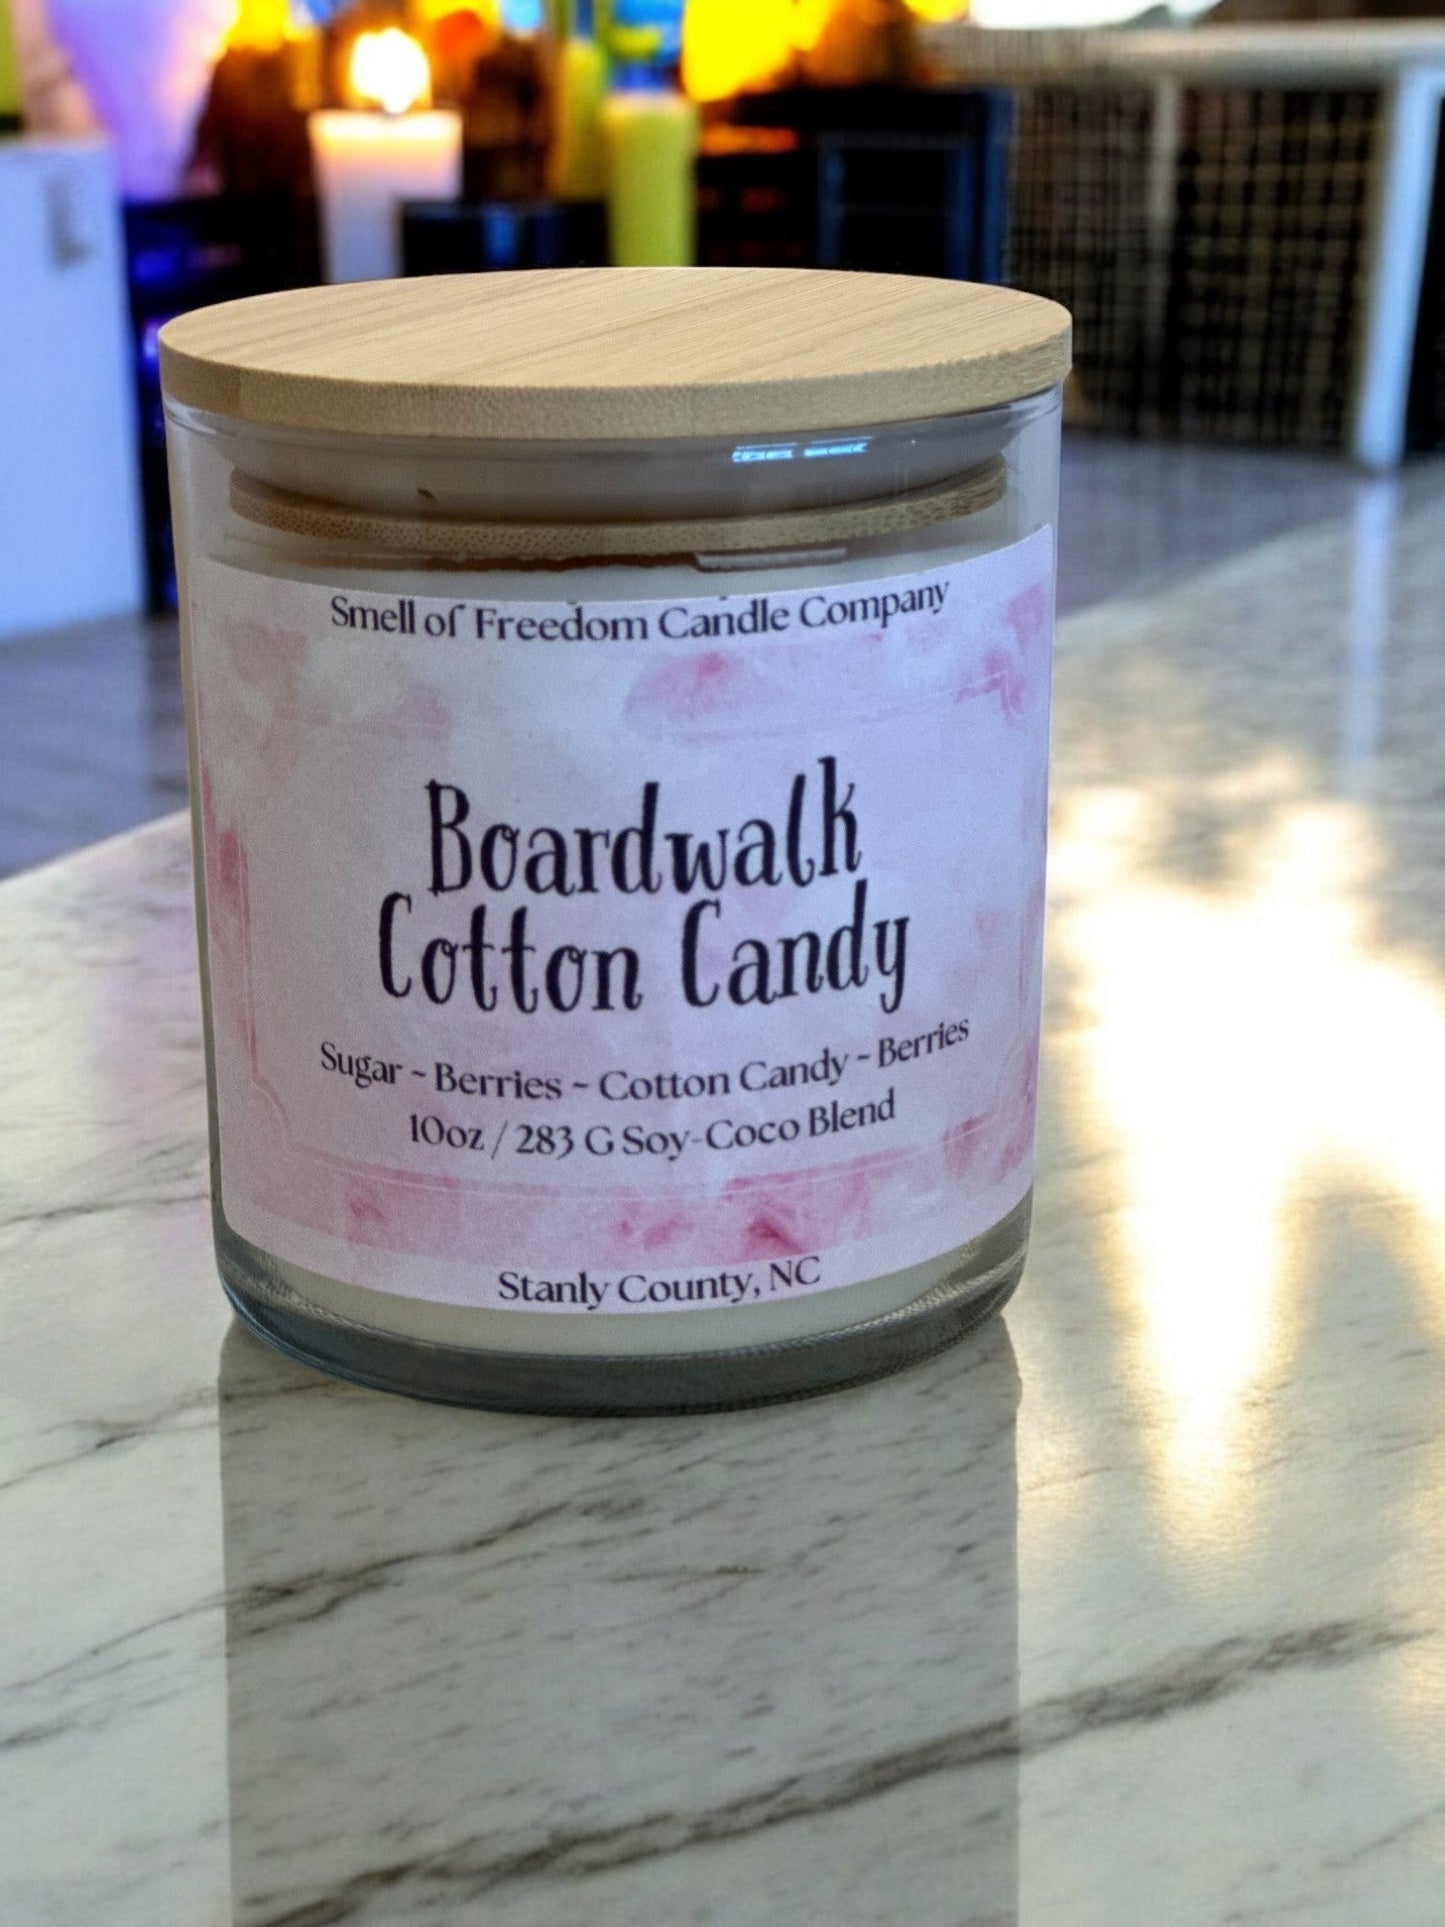 Smell of Freedom Candle Company
Boardwalk
Cotton Candy
Sugar ~ Berries ~ Cotton Candy ~ Berries
10oz / 283 G Soy-Coco Blend
Stanly County, NC